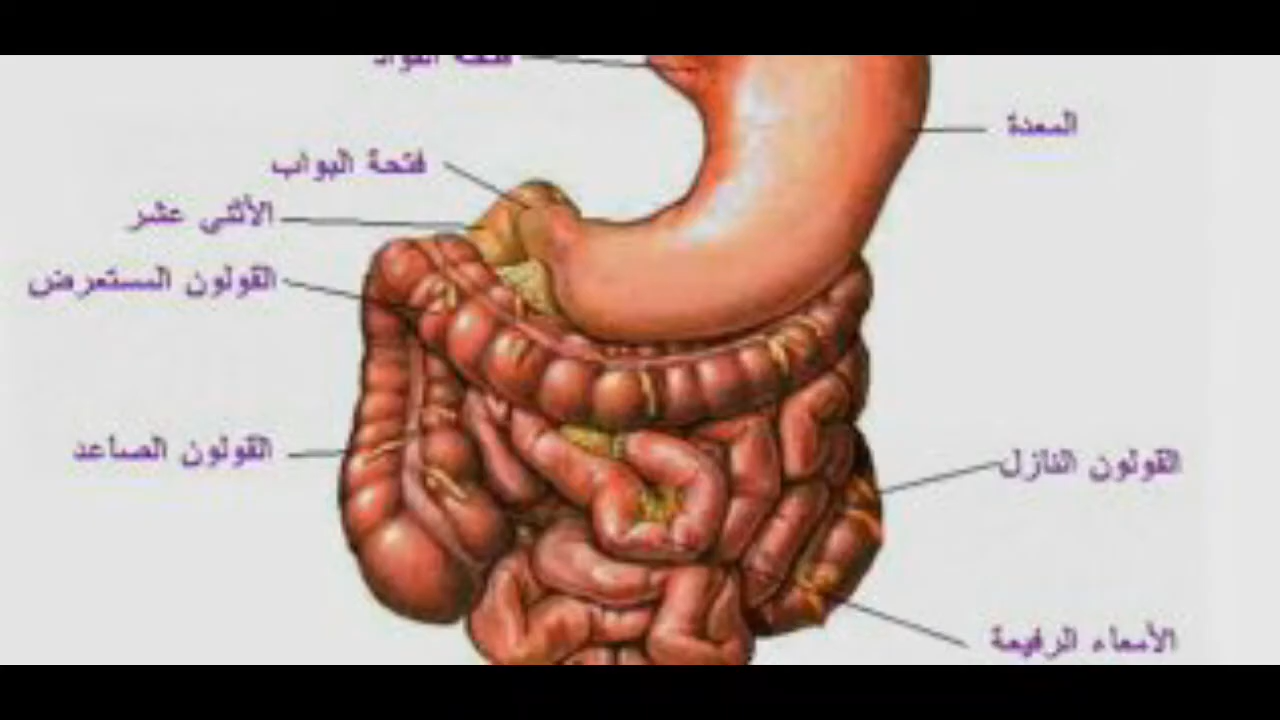 المعدة
فتحة البواب
الأثنى عشر
القولون المستعرض
القولون الصاعد
القولون النازل
الأمعاء الرفيعة